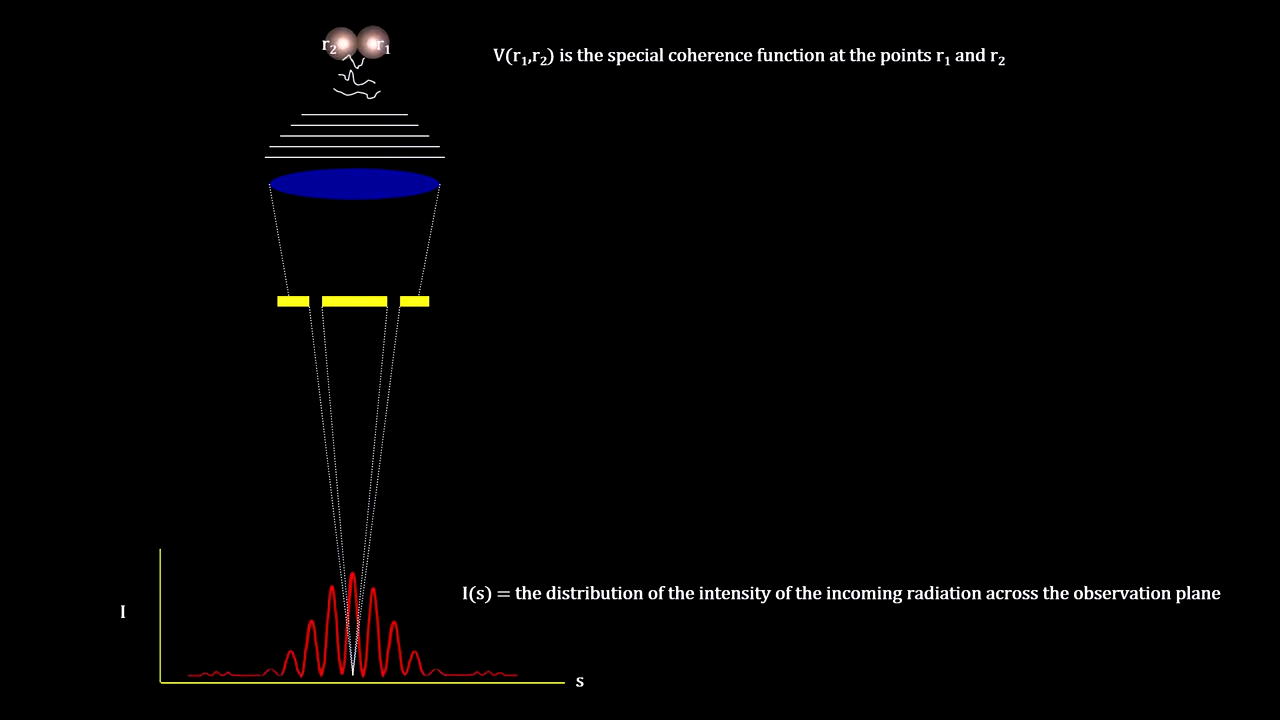 r₂ r₁
V(r₁,r₂) is the special coherence function at the points r₁ and r₂
I(s) = the distribution of the intensity of the incoming radiation across the observation plane
I
s